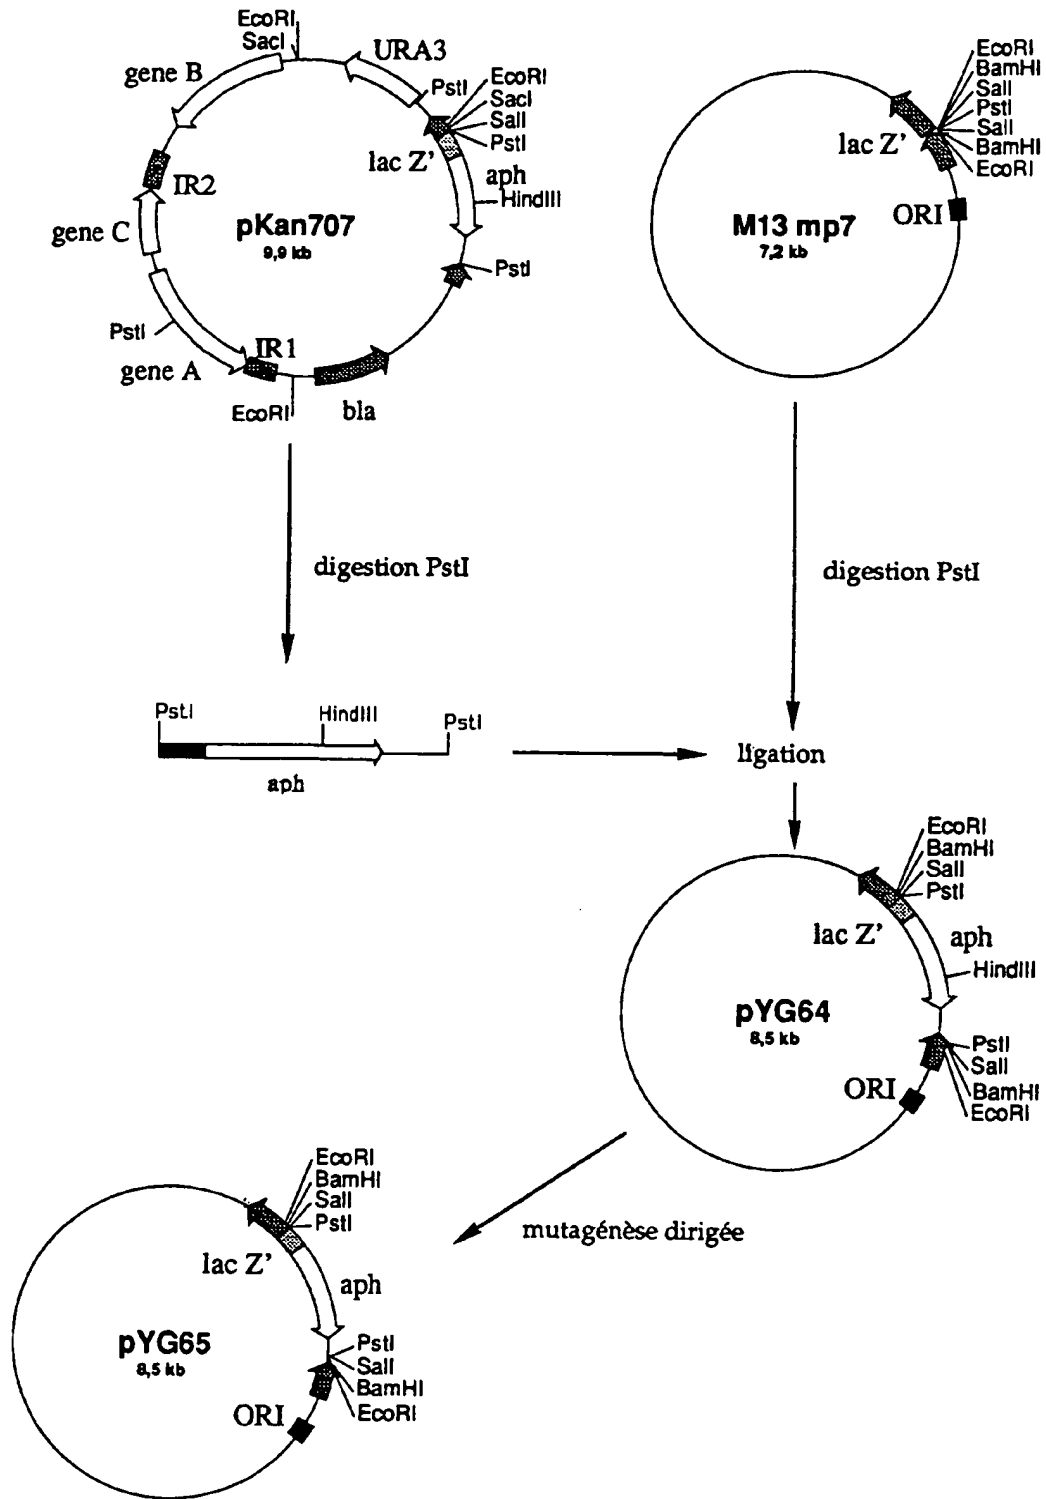 EcoRI
SacI
gene B
URA3
PstI
EcoRI
SacI
SalI
PstI
lac Z'
aph
HindIII
IR2
gene C
pKan707
9,9 kb
PstI
PstI
gene A
IR1
EcoRI
bla
EcoRI
BamHI
SalI
PstI
SalI
BamHI
EcoRI
lac Z'
ORI
M13 mp7
7,2 kb
digestion PstI
digestion PstI
PstI
HindIII
PstI
aph
ligation
EcoRI
BamHI
SalI
PstI
lac Z'
aph
HindIII
pYG64
8,5 kb
PstI
SalI
BamHI
EcoRI
ORI
mutagénèse dirigée
EcoRI
BamHI
SalI
PstI
lac Z'
aph
pYG65
8,5 kb
PstI
SalI
BamHI
EcoRI
ORI